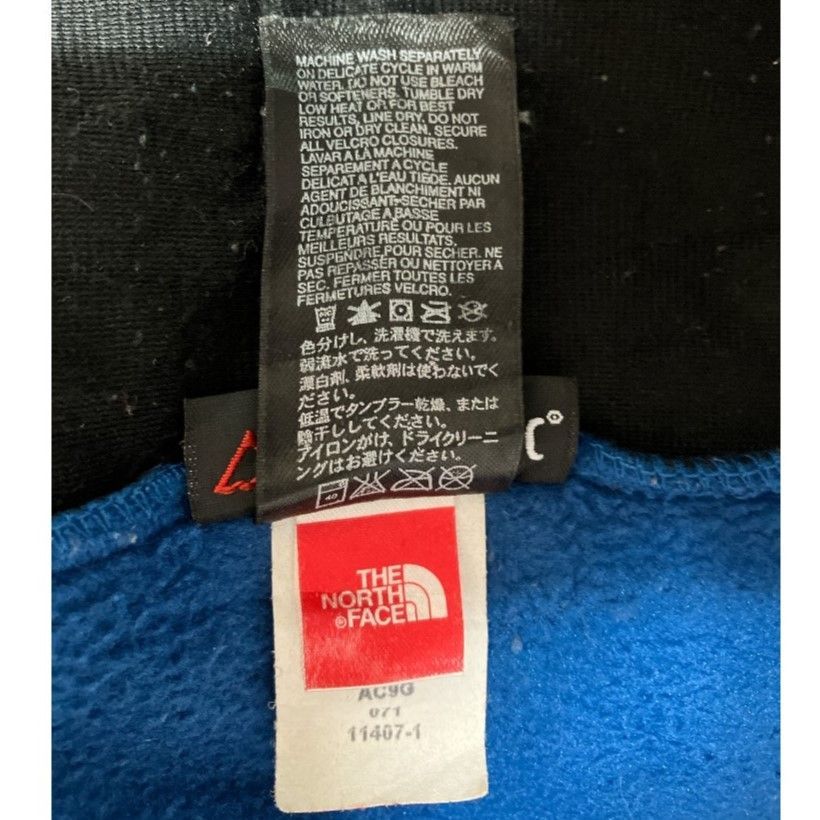 MACHINE WASH SEPARATELY
ON DELICATE CYCLE IN WARM
WATER. DO NOT USE BLEACH
OR SOFTENERS. TUMBLE DRY
LOW HEAT OR FOR BEST
RESULTS, LINE DRY. DO NOT
IRON OR DRY CLEAN. SECURE
ALL VELCRO CLOSURES.
LAVAR A LA MACHINE
SEPAREMENT A CYCLE
DELICAT A L'EAU TIEDE. AUCUN
AGENT DE BLANCHIMENT NI
ADOUCISSANT-SECHER PAR
CULBUTAGE A BASSE
TEMPERATURE OU POUR LES
MEILLEURS RESULTATS.
SUSPENDRE POUR SECHER. NE
PAS REPASSER OU NETTOYER A
SEC. FERMER TOUTES LES
FERMETURES VELCRO.
色分けし、洗濯機で洗えます。
弱流水で洗ってください。
漂白剤、柔軟剤は使わないでく
ださい。
低温でタンブラー乾燥、または
陰干ししてください。
アイロンがけ、ドライクリーニ
ングはお避けください。
40
C°
THE
NORTH
®FACE
AC9G
071
11407-1